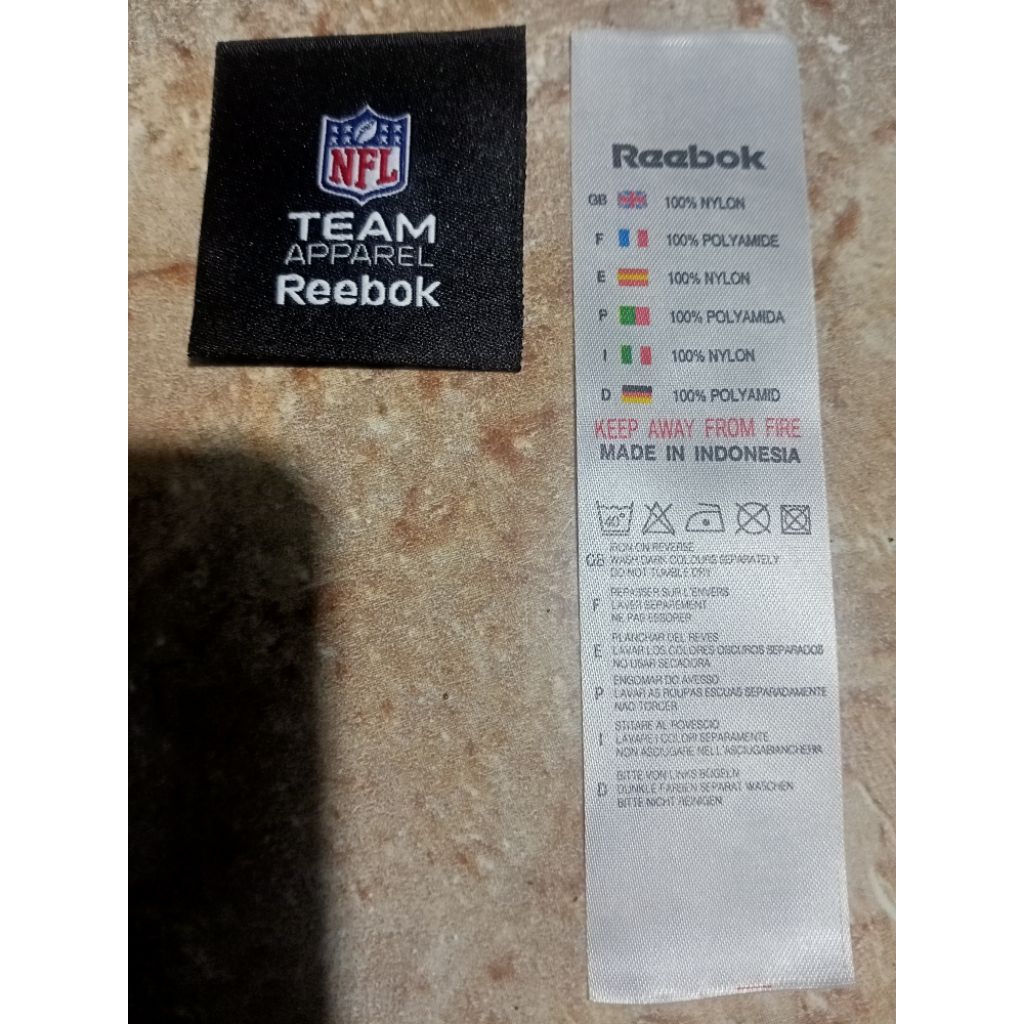 NFL
TEAM
APPAREL
Reebok
Reebok
GB 100% NYLON
F 100% POLYAMIDE
E 100% NYLON
P 100% POLYAMIDA
I 100% NYLON
D 100% POLYAMID
KEEP AWAY FROM FIRE
MADE IN INDONESIA
40°
IRON ON REVERSE
GB WASH DARK COLOURS SEPARATELY
DO NOT TUMBLE DRY
REPASSER SUR L'ENVERS
F LAVER SEPAREMENT
NE PAS ESSORER
PLANCHAR DEL REVES
E LAVAR LOS COLORES OSCUROS SEPARADOS
NO USAR SECADORA
ENGOMAR DO AVESSO
P LAVAR AS ROUPAS ESCUAS SEPARADAMENTE
NAO TORCER
STITARE AL ROVESCIO
I LAVARE I COLORI SEPARAMENTE
NON ASCIUGARE NELL'ASCIUGABIANCHERIA
BITTE VON LINKS BÜGELN
D DUNKLE FARBEN SEPARAT WASCHEN
BITTE NICHT REINIGEN